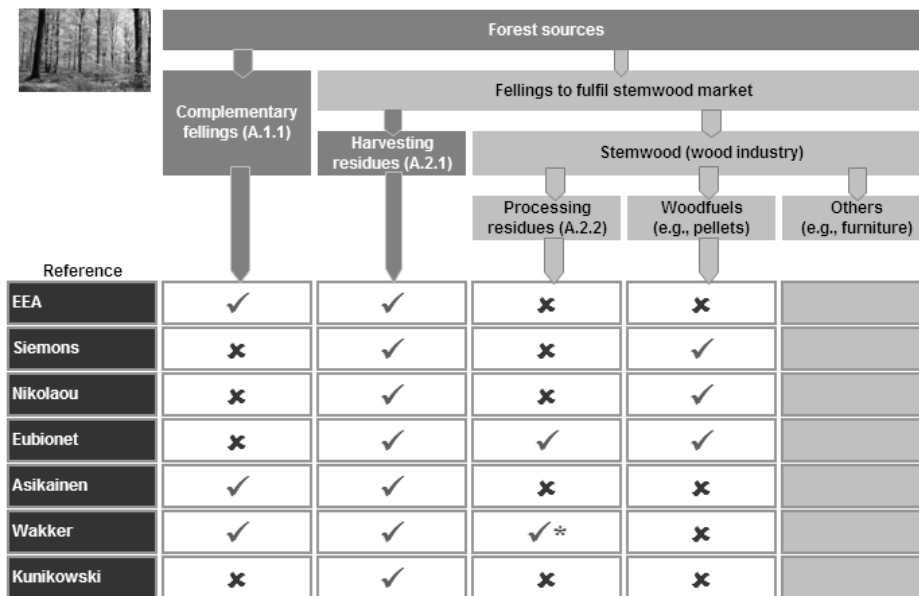 Forest sources
Complementary
fellings (A.1.1)
Fellings to fulfil stemwood market
Harvesting
residues (A.2.1)
Stemwood (wood industry)
Processing
residues (A.2.2)
Woodfuels
(e.g., pellets)
Others
(e.g., furniture)
Reference
EEA ✓ ✓ ✘ ✘
Siemons ✘ ✓ ✘ ✓
Nikolaou ✘ ✓ ✘ ✓
Eubionet ✘ ✓ ✓ ✓
Asikainen ✓ ✓ ✘ ✘
Wakker ✓ ✓ ✓* ✘
Kunikowski ✘ ✓ ✘ ✘